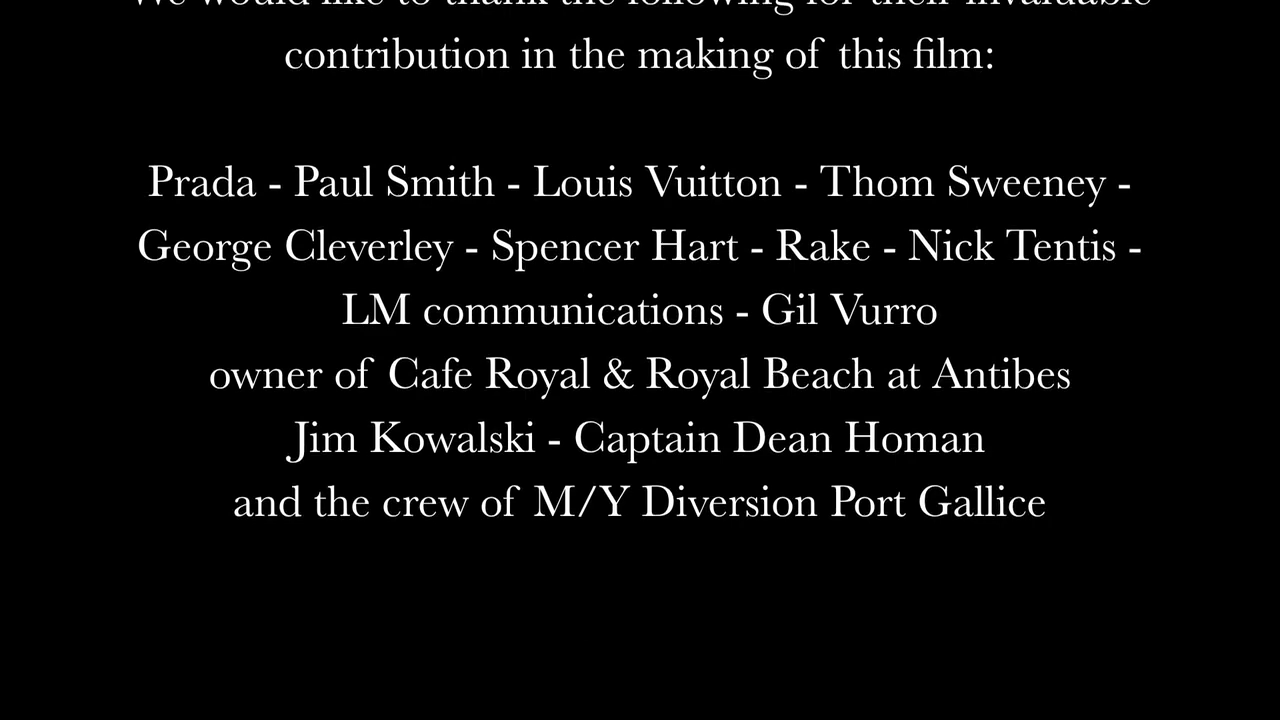 We would like to thank the following for their invaluable
contribution in the making of this film:
Prada - Paul Smith - Louis Vuitton - Thom Sweeney -
George Cleverley - Spencer Hart - Rake - Nick Tentis -
LM communications - Gil Vurro
owner of Cafe Royal & Royal Beach at Antibes
Jim Kowalski - Captain Dean Homan
and the crew of M/Y Diversion Port Gallice